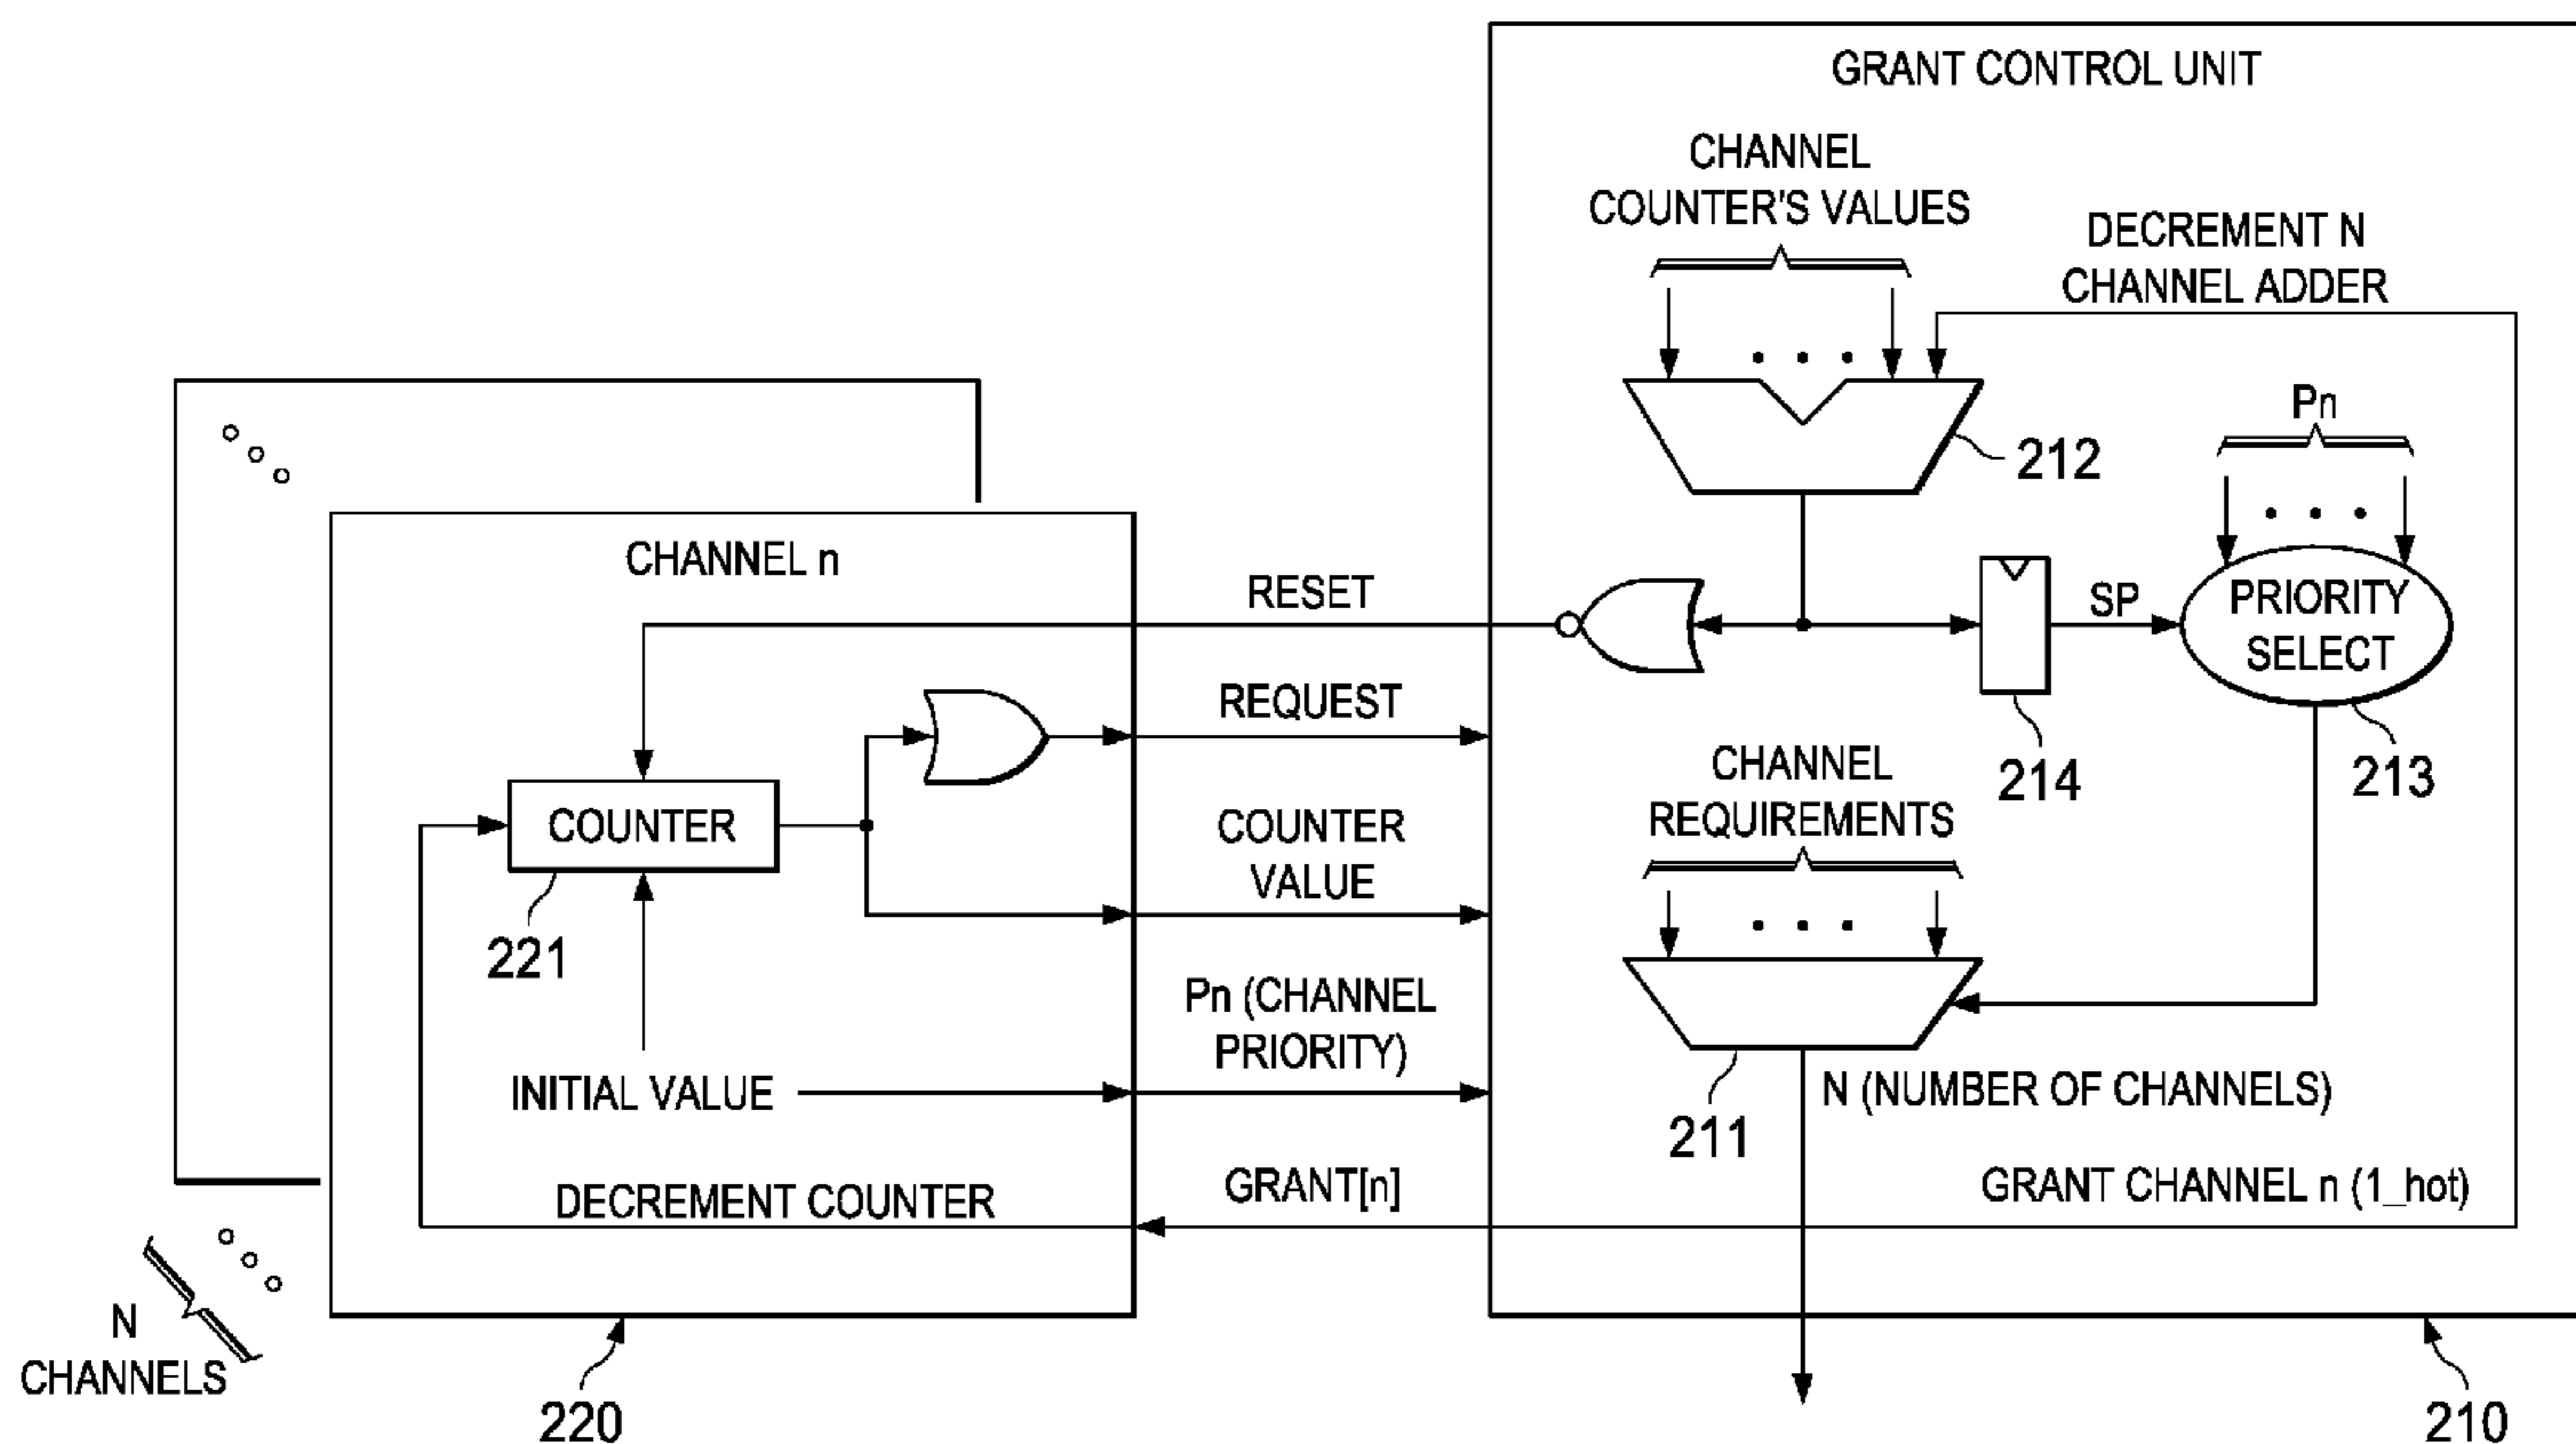 GRANT CONTROL UNIT
CHANNEL
COUNTER'S VALUES
DECREMENT N
CHANNEL ADDER
Pn
212
CHANNEL n
RESET
SP
PRIORITY
SELECT
REQUEST
214
213
CHANNEL
REQUIREMENTS
COUNTER
COUNTER
VALUE
221
Pn (CHANNEL
PRIORITY)
INITIAL VALUE
N (NUMBER OF CHANNELS)
211
DECREMENT COUNTER
GRANT[n]
GRANT CHANNEL n (1_hot)
N
CHANNELS
220
210